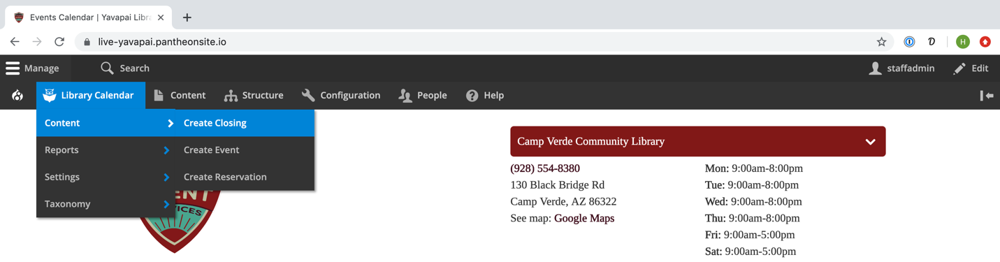 Events Calendar | Yavapai Libra
live-yavapai.pantheonsite.io
D
H
Manage
Search
staffadmin
Edit
Library Calendar
Content
Structure
Configuration
People
Help
Content
Create Closing
Reports
Create Event
Settings
Create Reservation
Taxonomy
ENT
ICES
Camp Verde Community Library
(928) 554-8380
130 Black Bridge Rd
Camp Verde, AZ 86322
See map: Google Maps
Mon: 9:00am-8:00pm
Tue: 9:00am-8:00pm
Wed: 9:00am-8:00pm
Thu: 9:00am-8:00pm
Fri: 9:00am-5:00pm
Sat: 9:00am-5:00pm